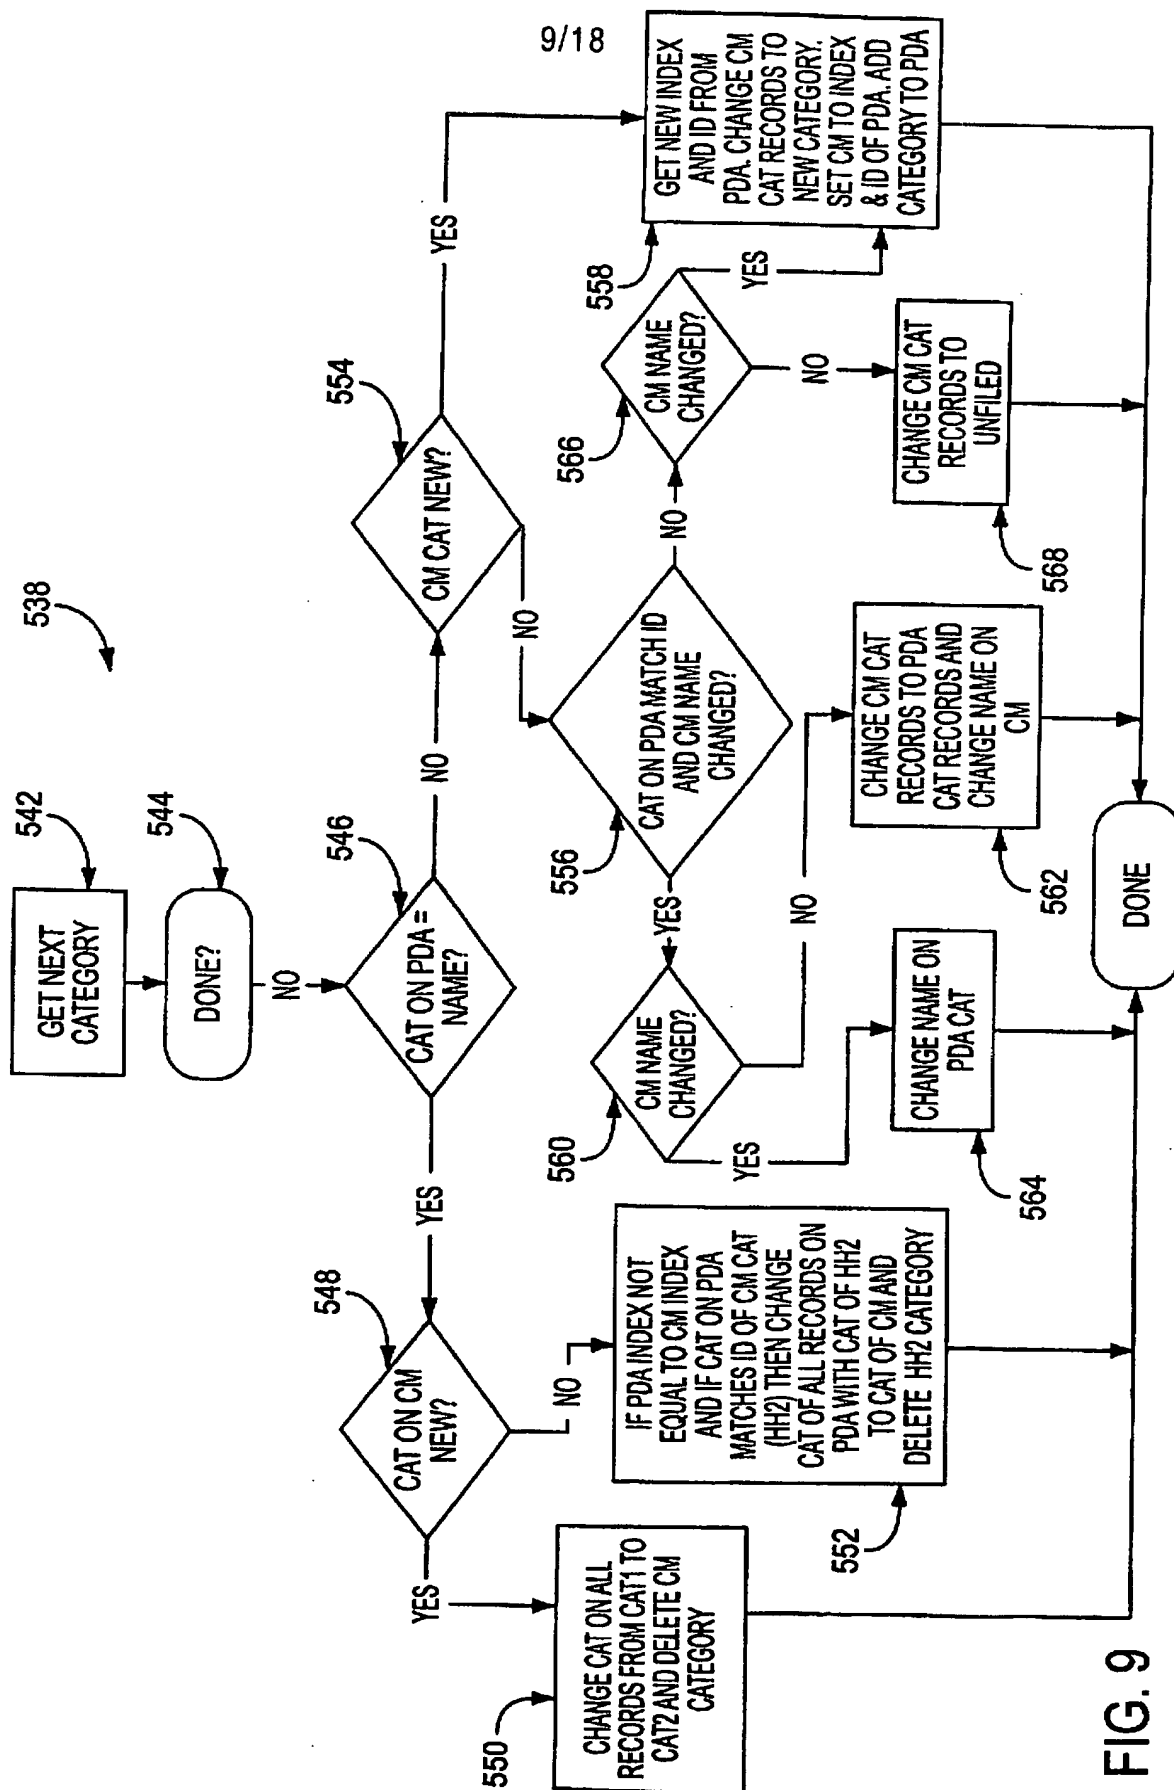 9/18
538
542
GET NEXT
CATEGORY
544
DONE?
NO
546
CAT ON PDA =
NAME?
YES
NO
548
CAT ON CM
NEW?
554
CM CAT NEW?
YES
NO
YES
NO
550
CHANGE CAT ON ALL
RECORDS FROM CAT1 TO
CAT2 AND DELETE CM
CATEGORY
552
IF PDA INDEX NOT
EQUAL TO CM INDEX
AND IF CAT ON PDA
MATCHES ID OF CM CAT
(HH2) THEN CHANGE
CAT OF ALL RECORDS ON
PDA WITH CAT OF HH2
TO CAT OF CM AND
DELETE HH2 CATEGORY
556
CAT ON PDA MATCH ID
AND CM NAME
CHANGED?
YES
NO
560
CM NAME
CHANGED?
YES
NO
566
CM NAME
CHANGED?
YES
NO
558
GET NEW INDEX
AND ID FROM
PDA. CHANGE CM
CAT RECORDS TO
NEW CATEGORY.
SET CM TO INDEX
& ID OF PDA. ADD
CATEGORY TO PDA
564
CHANGE NAME ON
PDA CAT
562
CHANGE CM CAT
RECORDS TO PDA
CAT RECORDS AND
CHANGE NAME ON
CM
568
CHANGE CM CAT
RECORDS TO
UNFILED
DONE
FIG. 9